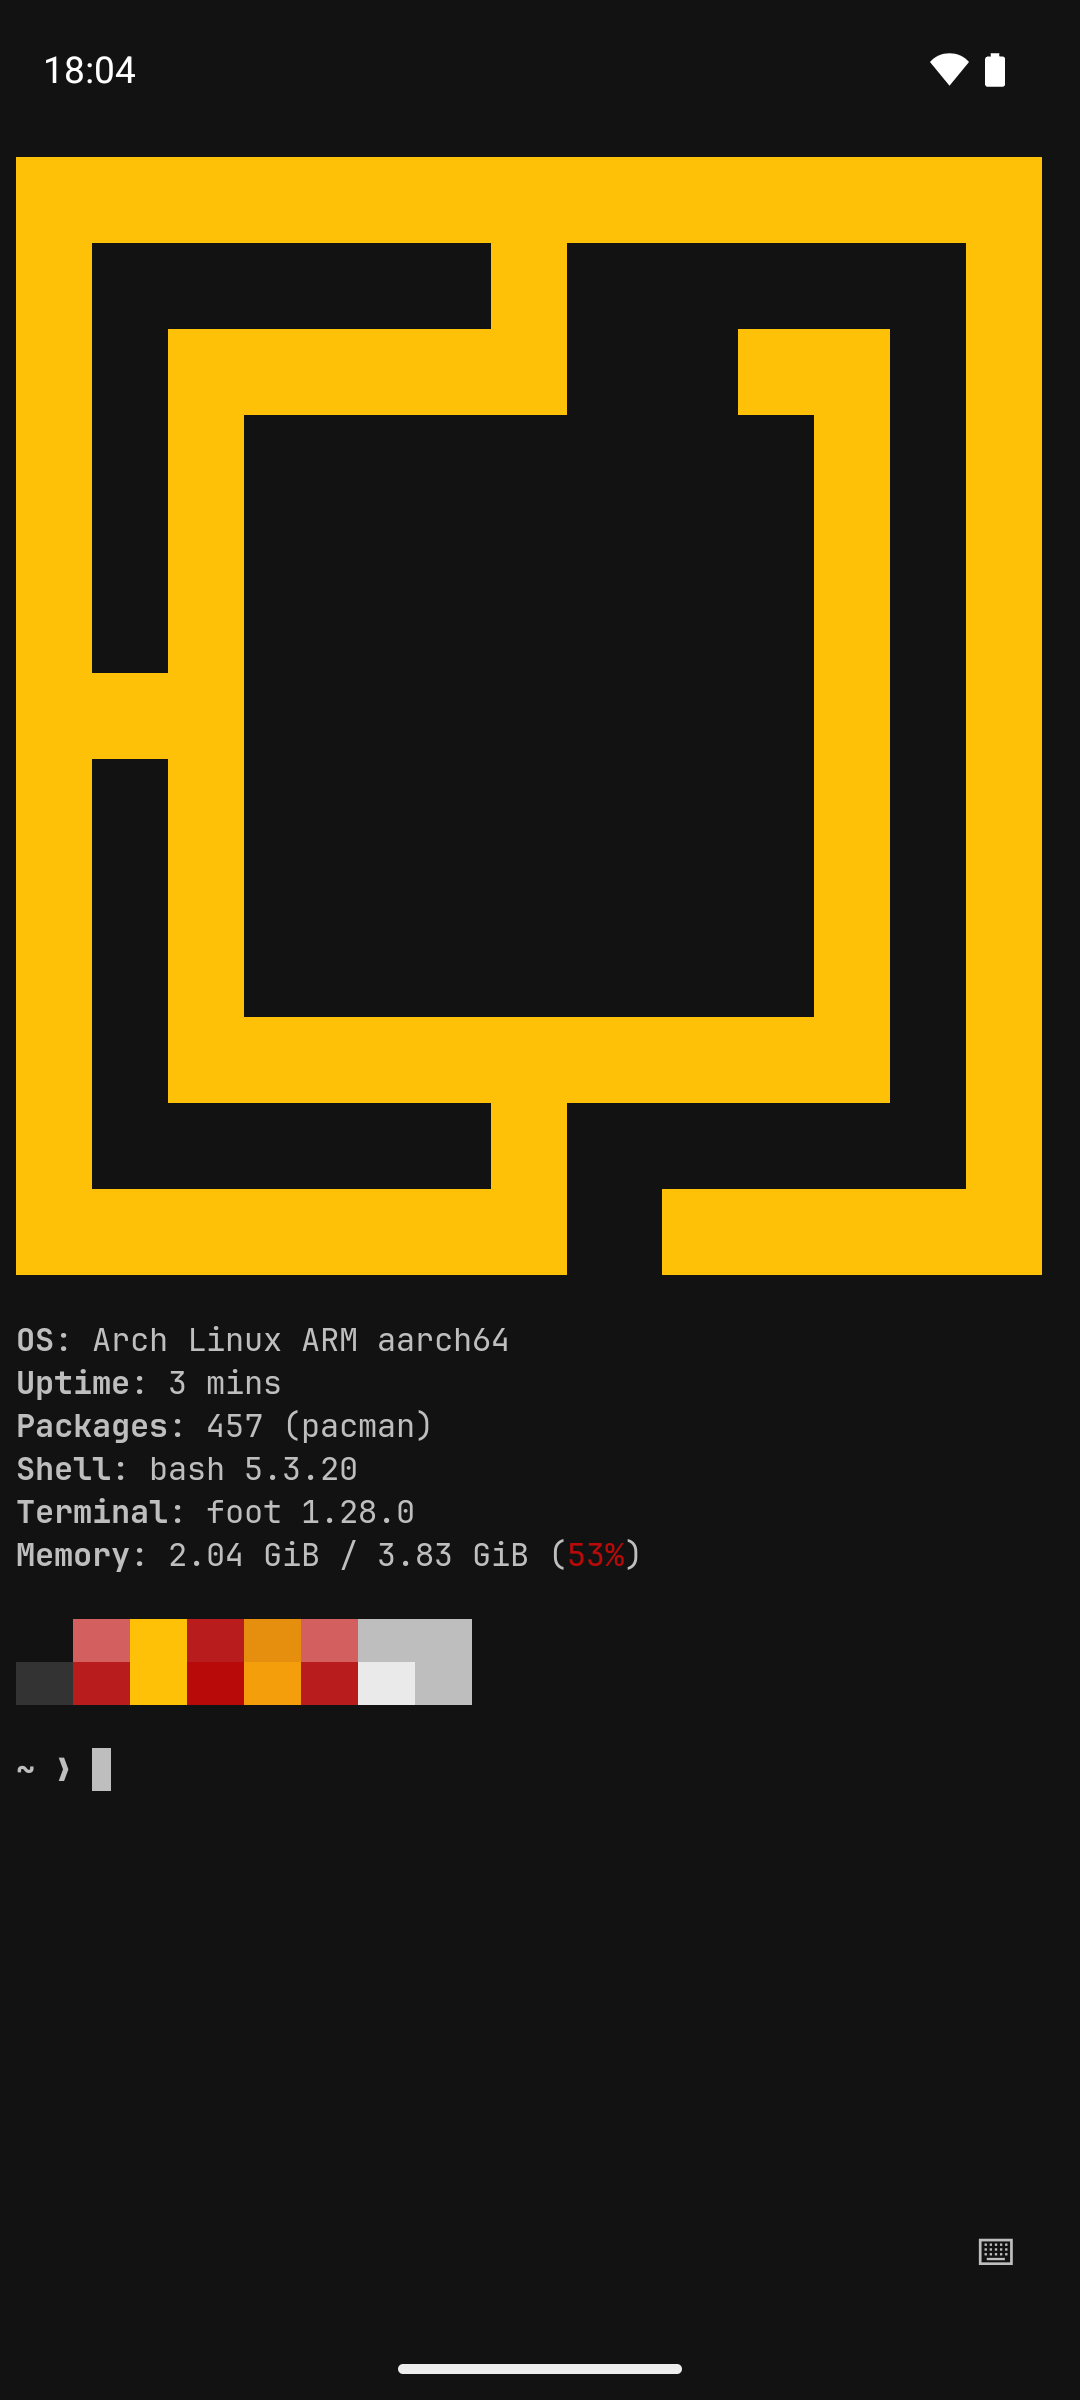 18:04
OS: Arch Linux ARM aarch64
Uptime: 3 mins
Packages: 457 (pacman)
Shell: bash 5.3.20
Terminal: foot 1.28.0
Memory: 2.04 GiB / 3.83 GiB (53%)
~ ❯